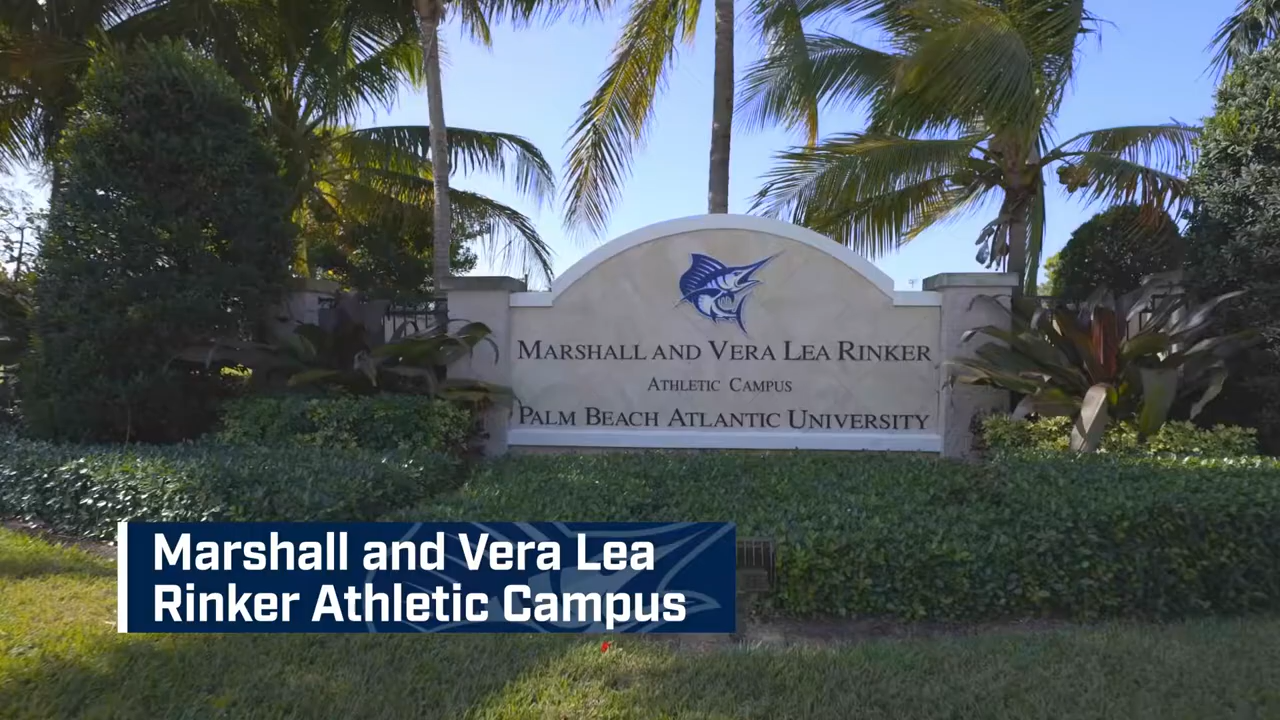 Marshall and Vera Lea Rinker
Athletic Campus
Palm Beach Atlantic University
Marshall and Vera Lea
Rinker Athletic Campus